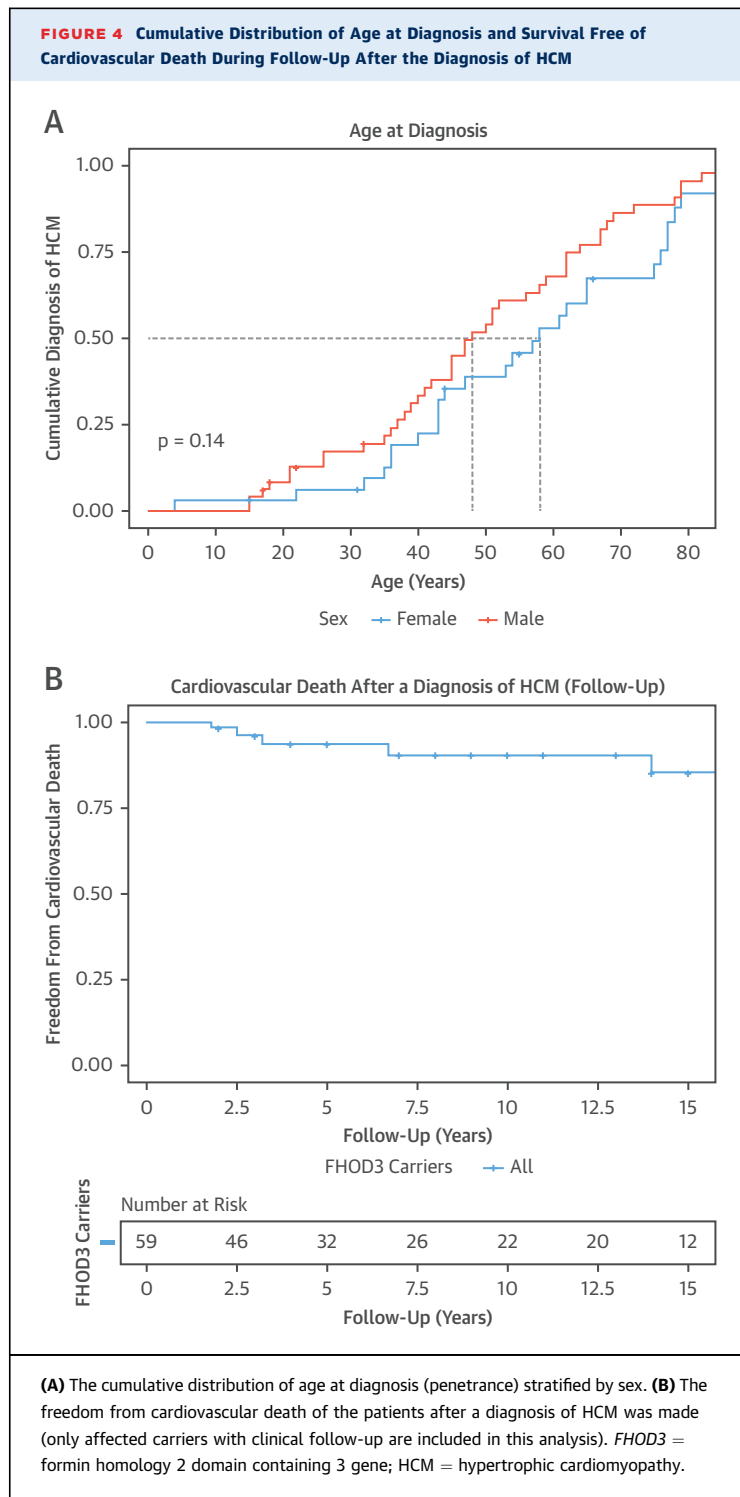 FIGURE 4 Cumulative Distribution of Age at Diagnosis and Survival Free of
Cardiovascular Death During Follow-Up After the Diagnosis of HCM
A
Age at Diagnosis
Cumulative Diagnosis of HCM
1.00
0.75
0.50
0.25
0.00
p = 0.14
0 10 20 30 40 50 60 70 80
Age (Years)
Sex Female Male
B
Cardiovascular Death After a Diagnosis of HCM (Follow-Up)
Freedom From Cardiovascular Death
1.00
0.75
0.50
0.25
0.00
0 2.5 5 7.5 10 12.5 15
Follow-Up (Years)
FHOD3 Carriers All
FHOD3 Carriers
Number at Risk
59 46 32 26 22 20 12
0 2.5 5 7.5 10 12.5 15
Follow-Up (Years)
(A) The cumulative distribution of age at diagnosis (penetrance) stratified by sex. (B) The
freedom from cardiovascular death of the patients after a diagnosis of HCM was made
(only affected carriers with clinical follow-up are included in this analysis). FHOD3 =
formin homology 2 domain containing 3 gene; HCM = hypertrophic cardiomyopathy.